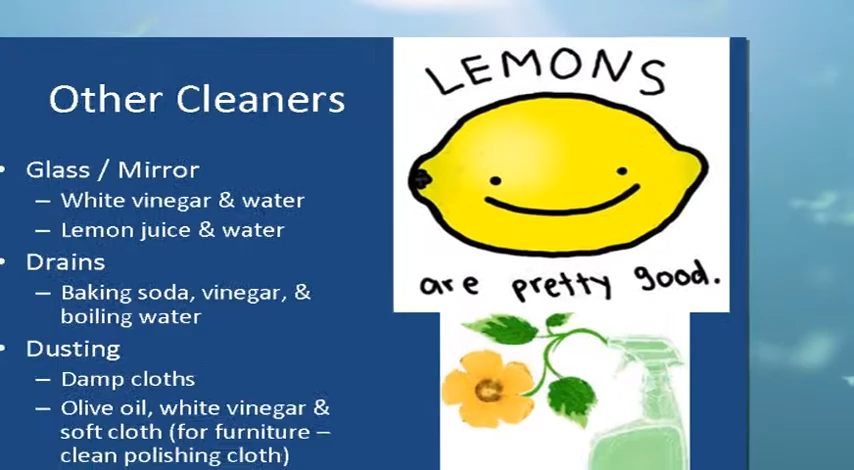 Other Cleaners
• Glass / Mirror
– White vinegar & water
– Lemon juice & water
• Drains
– Baking soda, vinegar, &
boiling water
• Dusting
– Damp cloths
– Olive oil, white vinegar &
soft cloth (for furniture –
clean polishing cloth)
LEMONS
are pretty good.